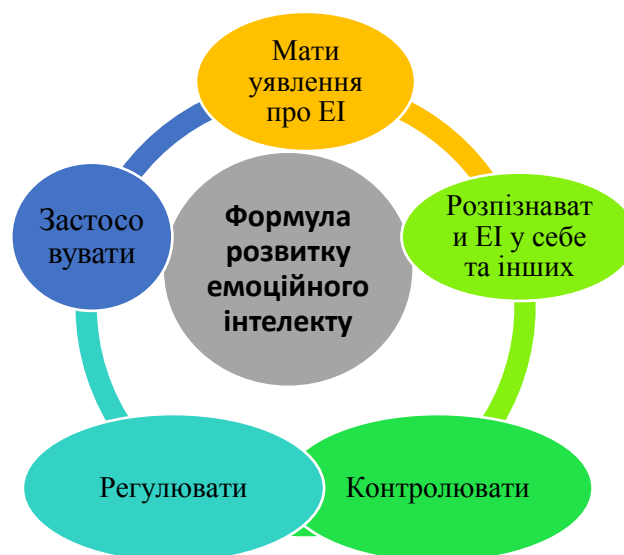 Мати
уявлення
про ЕІ
Розпізнават
и ЕІ у себе
та інших
Контролювати
Регулювати
Застосо
вувати
Формула
розвитку
емоційного
інтелекту